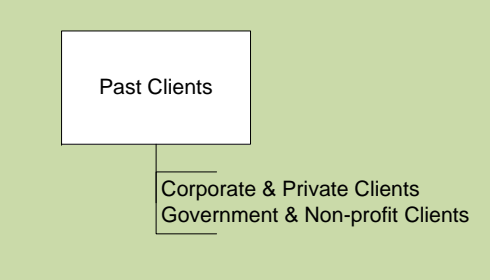 Past Clients
Corporate & Private Clients
Government & Non-profit Clients